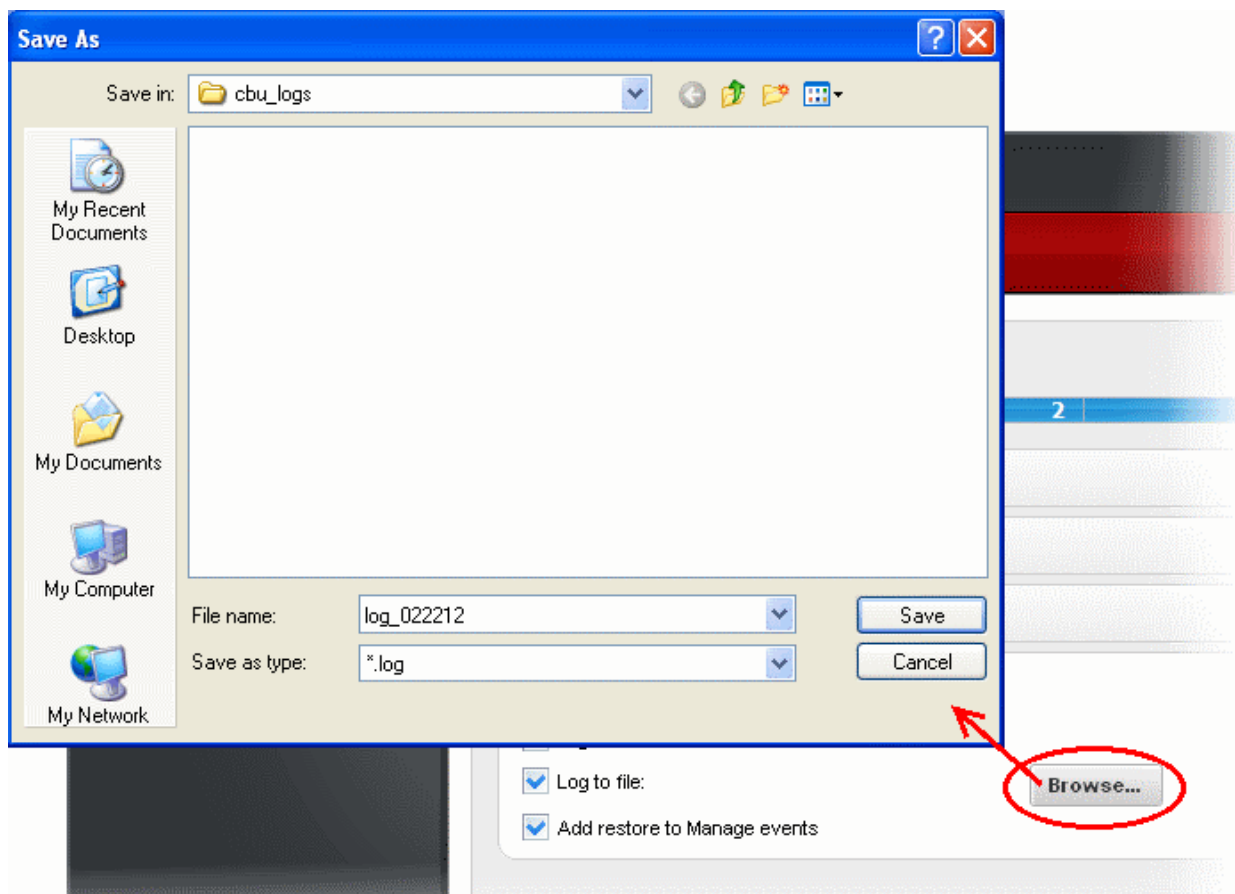 Save As
Save in:
cbu_logs
My Recent
Documents
Desktop
My Documents
My Computer
My Network
File name:
log_022212
Save
Save as type:
*.log
Cancel
2
Log to file:
Browse...
Add restore to Manage events